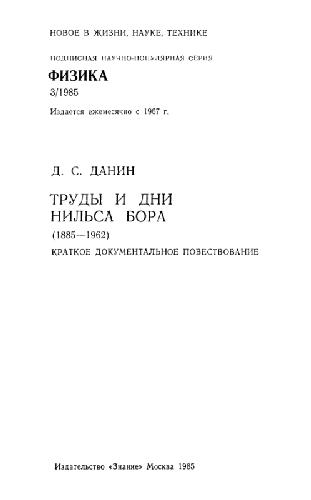 НОВОЕ В ЖИЗНИ, НАУКЕ, ТЕХНИКЕ
ПОДПИСНАЯ НАУЧНО-ПОПУЛЯРНАЯ СЕРИЯ
ФИЗИКА
3/1985
Издается ежемесячно с 1967 г.
Д. С. ДАНИН
ТРУДЫ И ДНИ
НИЛЬСА БОРА
(1885—1962)
КРАТКОЕ ДОКУМЕНТАЛЬНОЕ ПОВЕСТВОВАНИЕ
Издательство «Знание» Москва 1985